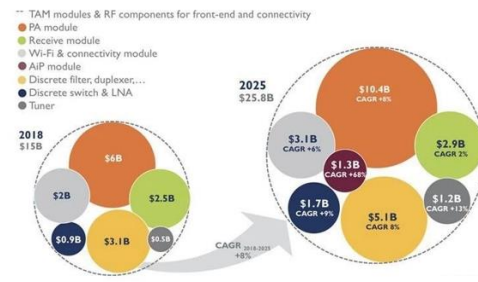 TAM modules & RF components for front-end and connectivity
PA module
Receive module
Wi-Fi & connectivity module
AiP module
Discrete filter, duplexer,...
Discrete switch & LNA
Tuner
2018
$15B
$6B
$2B
$2.5B
$0.9B
$3.1B
$0.5B
CAGR 2018-2025
+8%
2025
$25.8B
$10.4B
CAGR +8%
$3.1B
CAGR +6%
$1.3B
CAGR +68%
$2.9B
CAGR 2%
$1.7B
CAGR +9%
$5.1B
CAGR 8%
$1.2B
CAGR +13%